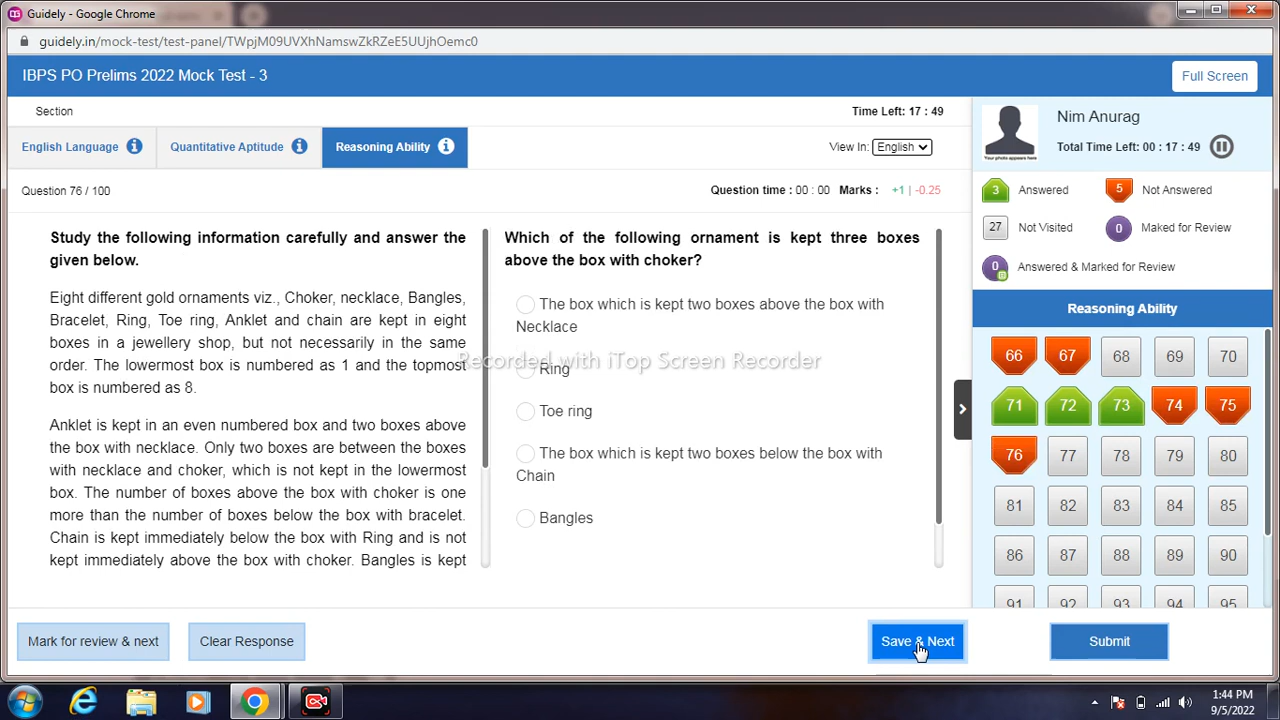 Guidely - Google Chrome
guidely.in/mock-test/test-panel/TWpjM09UVXhNamswZkRZeE5UUjhOemc0
IBPS PO Prelims 2022 Mock Test - 3
Full Screen
Section
Time Left: 17 : 49
English Language
Quantitative Aptitude
Reasoning Ability
View In: English
Question 76 / 100
Question time : 00 : 00 Marks : +1 | -0.25
Study the following information carefully and answer the
given below.
Eight different gold ornaments viz., Choker, necklace, Bangles,
Bracelet, Ring, Toe ring, Anklet and chain are kept in eight
boxes in a jewellery shop, but not necessarily in the same
order. The lowermost box is numbered as 1 and the topmost
box is numbered as 8.
Anklet is kept in an even numbered box and two boxes above
the box with necklace. Only two boxes are between the boxes
with necklace and choker, which is not kept in the lowermost
box. The number of boxes above the box with choker is one
more than the number of boxes below the box with bracelet.
Chain is kept immediately below the box with Ring and is not
kept immediately above the box with choker. Bangles is kept
Which of the following ornament is kept three boxes
above the box with choker?
The box which is kept two boxes above the box with
Necklace
Recorded with iTop Screen Recorder
Ring
Toe ring
The box which is kept two boxes below the box with
Chain
Bangles
Mark for review & next
Clear Response
Save & Next
Submit
Your photo appears here
Nim Anurag
Total Time Left: 00 : 17 : 49
3 Answered
5 Not Answered
27 Not Visited
0 Maked for Review
0 Answered & Marked for Review
Reasoning Ability
66 67 68 69 70
71 72 73 74 75
76 77 78 79 80
81 82 83 84 85
86 87 88 89 90
91 92 93 94 95
1:44 PM
9/5/2022